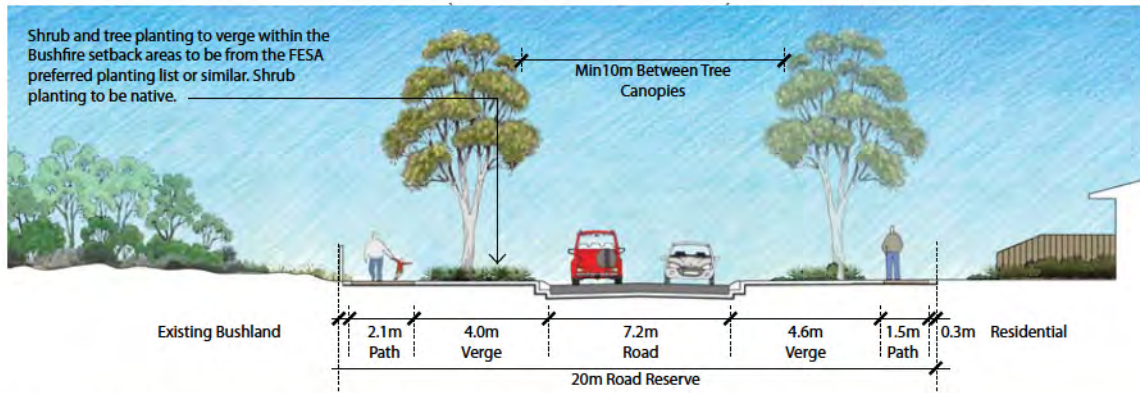 Shrub and tree planting to verge within the
Bushfire setback areas to be from the FESA
preferred planting list or similar. Shrub
planting to be native.
Min10m Between Tree
Canopies
Existing Bushland
2.1m
Path
4.0m
Verge
7.2m
Road
4.6m
Verge
1.5m
Path
0.3m
Residential
20m Road Reserve